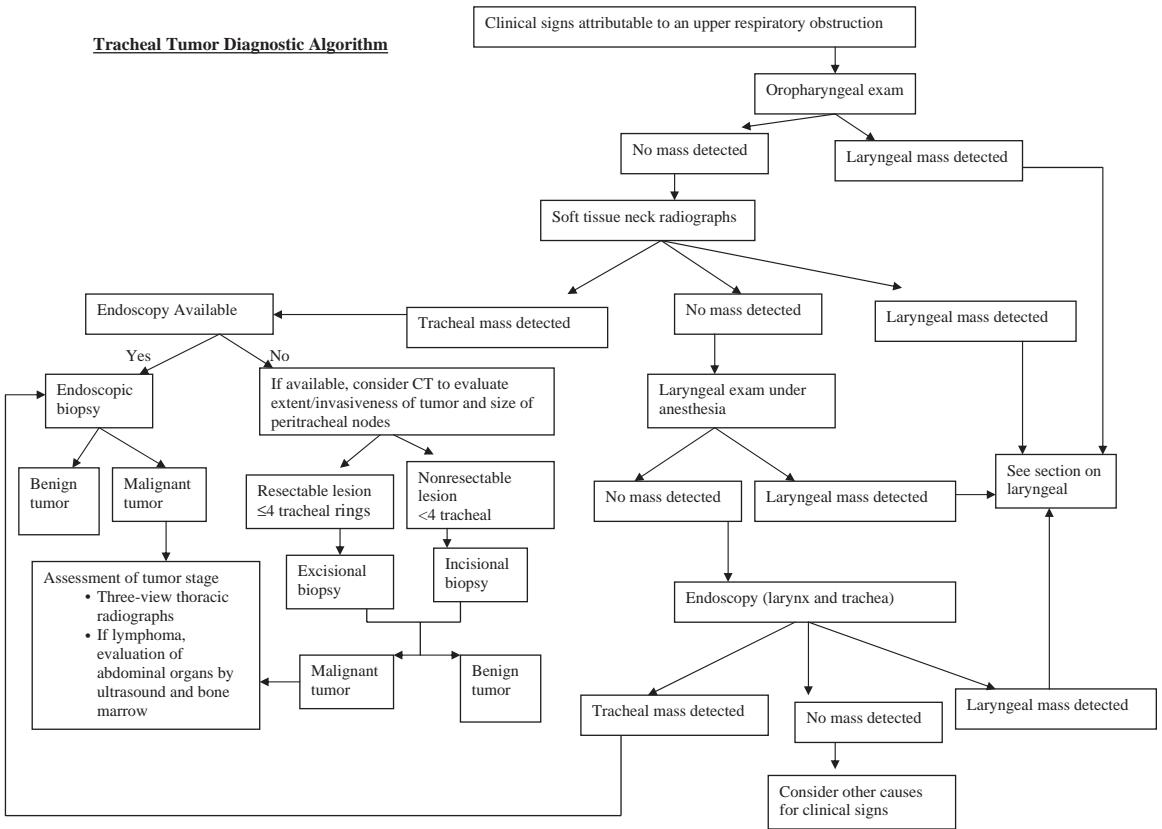 Clinical signs attributable to an upper respiratory obstruction
Tracheal Tumor Diagnostic Algorithm
Oropharyngeal exam
No mass detected
Laryngeal mass detected
Soft tissue neck radiographs
Endoscopy Available
Tracheal mass detected
No mass detected
Laryngeal mass detected
Yes
No
Endoscopic
biopsy
If available, consider CT to evaluate
extent/invasiveness of tumor and size of
peritracheal nodes
Laryngeal exam under
anesthesia
Benign
tumor
Malignant
tumor
Resectable lesion
≤4 tracheal rings
Nonresectable
lesion
<4 tracheal
No mass detected
Laryngeal mass detected
See section on
laryngeal
Assessment of tumor stage
• Three-view thoracic
radiographs
• If lymphoma,
evaluation of
abdominal organs by
ultrasound and bone
marrow
Excisional
biopsy
Incisional
biopsy
Endoscopy (larynx and trachea)
Malignant
tumor
Benign
tumor
Tracheal mass detected
No mass detected
Laryngeal mass detected
Consider other causes
for clinical signs